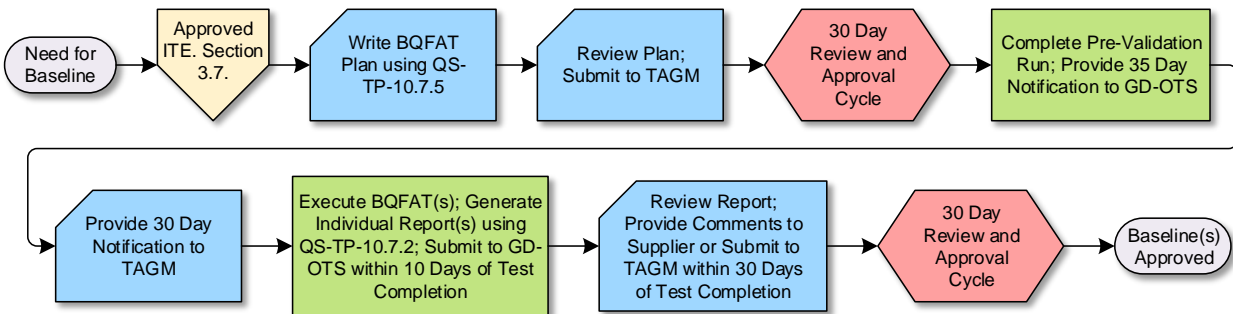 Need for
Baseline
Approved
ITE. Section
3.7.
Write BQFAT
Plan using QS-
TP-10.7.5
Review Plan;
Submit to TAGM
30 Day
Review and
Approval
Cycle
Complete Pre-Validation
Run; Provide 35 Day
Notification to GD-OTS
Provide 30 Day
Notification to
TAGM
Execute BQFAT(s); Generate
Individual Report(s) using
QS-TP-10.7.2; Submit to GD-
OTS within 10 Days of Test
Completion
Review Report;
Provide Comments to
Supplier or Submit to
TAGM within 30 Days
of Test Completion
30 Day
Review and
Approval
Cycle
Baseline(s)
Approved